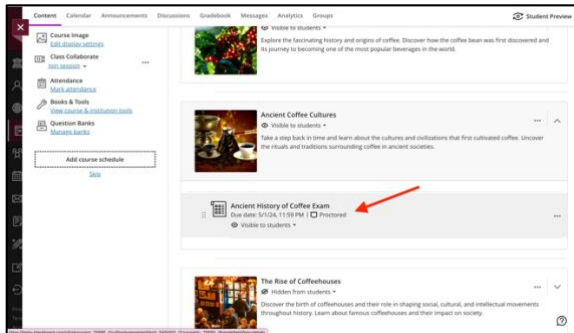 Content Calendar Announcements Discussions Gradebook Messages Analytics Groups
Student Preview
Course Image
Edit display settings
Class Collaborate
Join session
Attendance
Mark attendance
Books & Tools
View course & institution tools
Question Banks
Manage banks
Add course schedule
Skip
Visible to students
Explore the fascinating history and origins of coffee. Discover how the coffee bean was first discovered and
its journey to becoming one of the most popular beverages in the world.
Ancient Coffee Cultures
Visible to students
Take a step back in time and learn about the cultures and civilizations that first cultivated coffee. Uncover
the rituals and traditions surrounding coffee in ancient societies.
Ancient History of Coffee Exam
Due date: 5/1/24, 11:59 PM | Proctored
Visible to students
The Rise of Coffeehouses
Hidden from students
Discover the birth of coffeehouses and their role in shaping social, cultural, and intellectual movements
throughout history. Learn about famous coffeehouses and their impact on society.